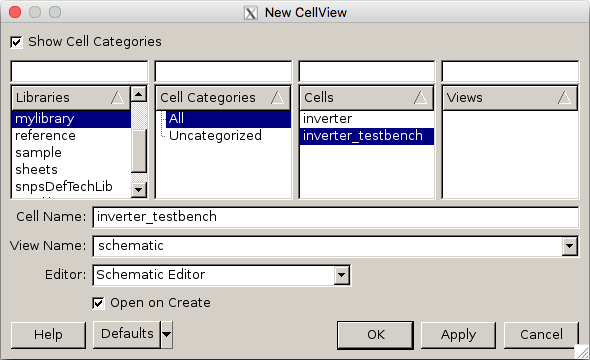 New CellView
Show Cell Categories
Libraries
Cell Categories
Cells
Views
mylibrary
reference
sample
sheets
snpsDefTechLib
All
Uncategorized
inverter
inverter_testbench
Cell Name: inverter_testbench
View Name: schematic
Editor: Schematic Editor
Open on Create
Help Defaults OK Apply Cancel